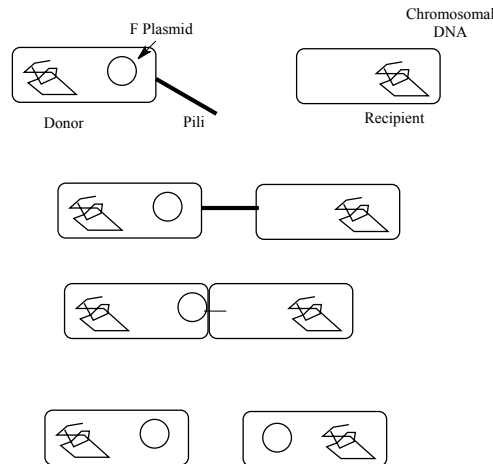 F Plasmid
Chromosomal
DNA
Donor
Pili
Recipient